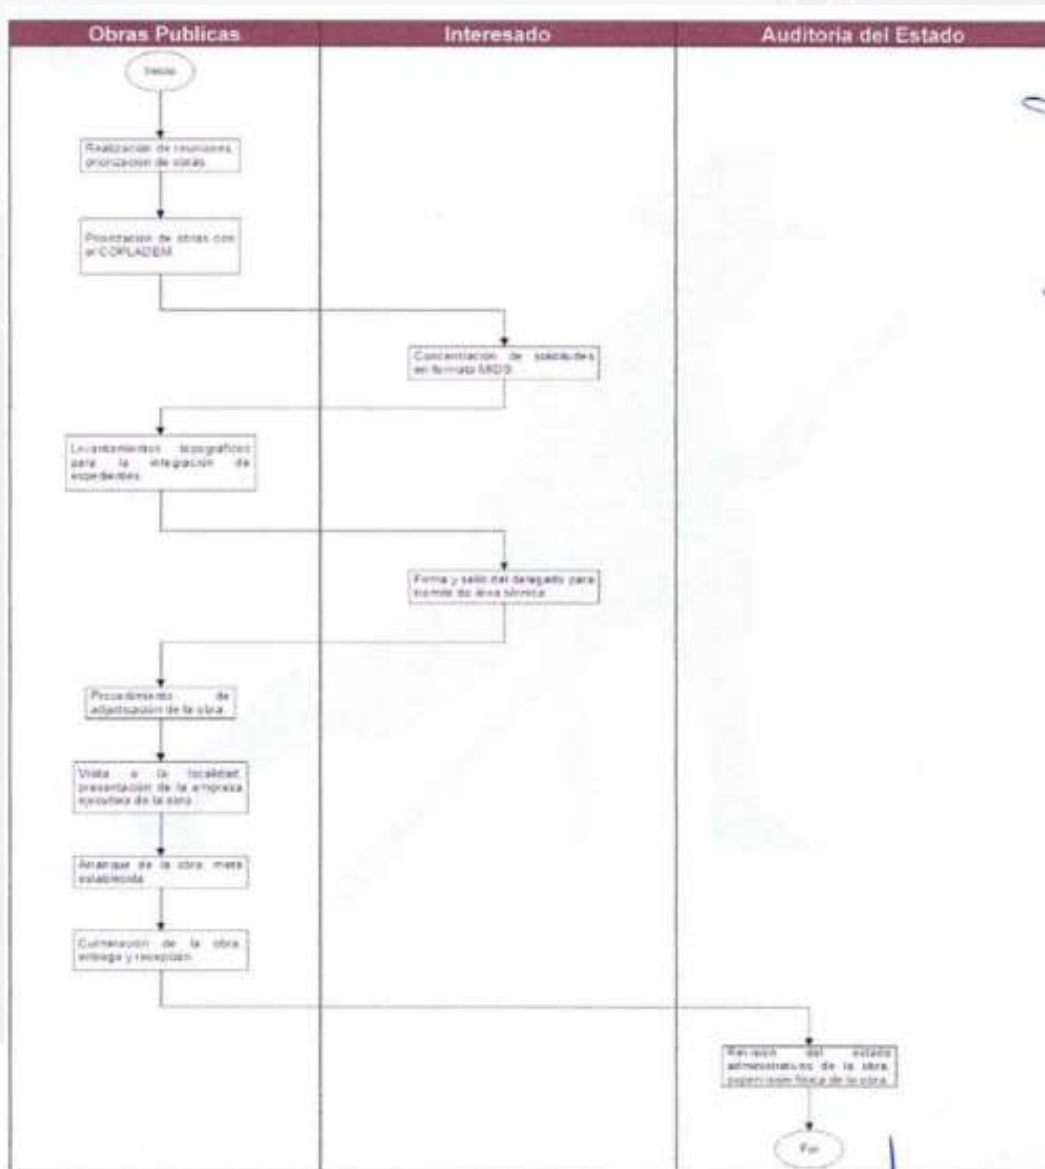 Obras Publicas
Interesado
Auditoria del Estado
Inicio
Realización de reuniones,
priorización de obras
Priorización de obras con
el COPLADEM
Concentración de solicitudes
en formato MIDS
Levantamientos topográficos
para la integración de
expedientes
Firma y sello del delegado para
tramite de área técnica
Procedimiento de
adjudicación de la obra
Visita a la localidad,
presentación de la empresa
ejecutora de la obra
Arranque de la obra, meta
establecida
Culminación de la obra,
entrega y recepción
Revisión del estado
administrativos de la obra,
supervisión física de la obra
Fin